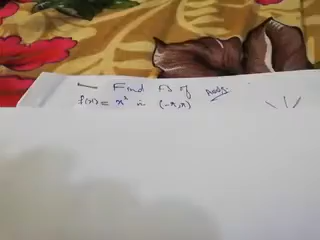 Find FS of
f(x) = x² in (-π,π)